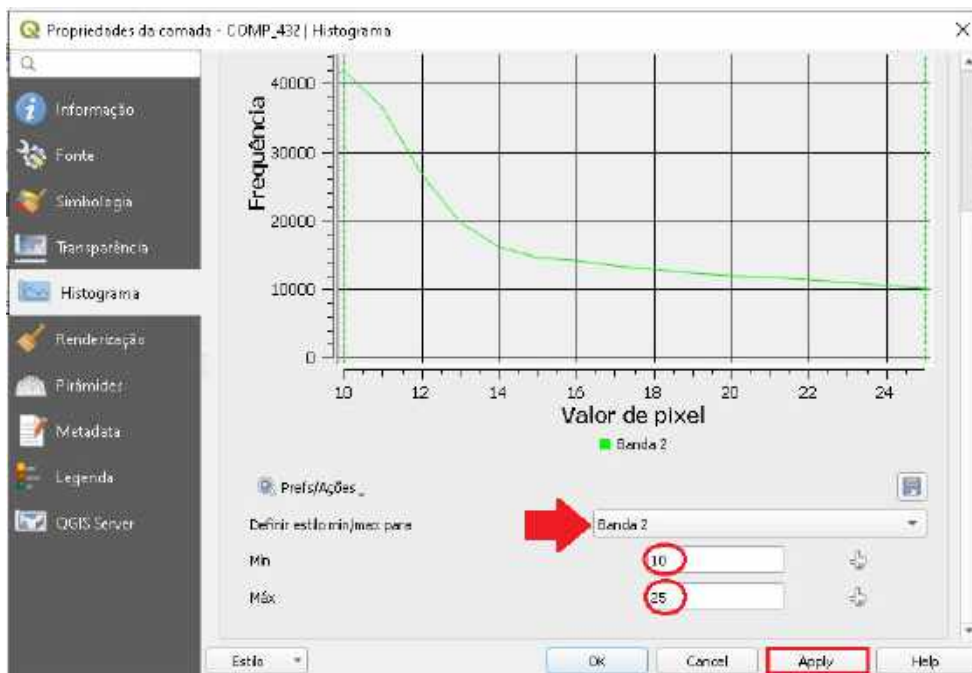 Propriedades da camada - COMP_432 | Histograma
Informação
Fonte
Simbologia
Transparência
Histograma
Renderização
Pirâmides
Metadata
Legenda
QGIS Server
Frequência
40000
30000
20000
10000
0
10 12 14 16 18 20 22 24
Valor de pixel
Banda 2
Prefs/Ações
Definir estilo min/max para
Banda 2
Min
10
Máx
25
Estilo
OK
Cancel
Apply
Help